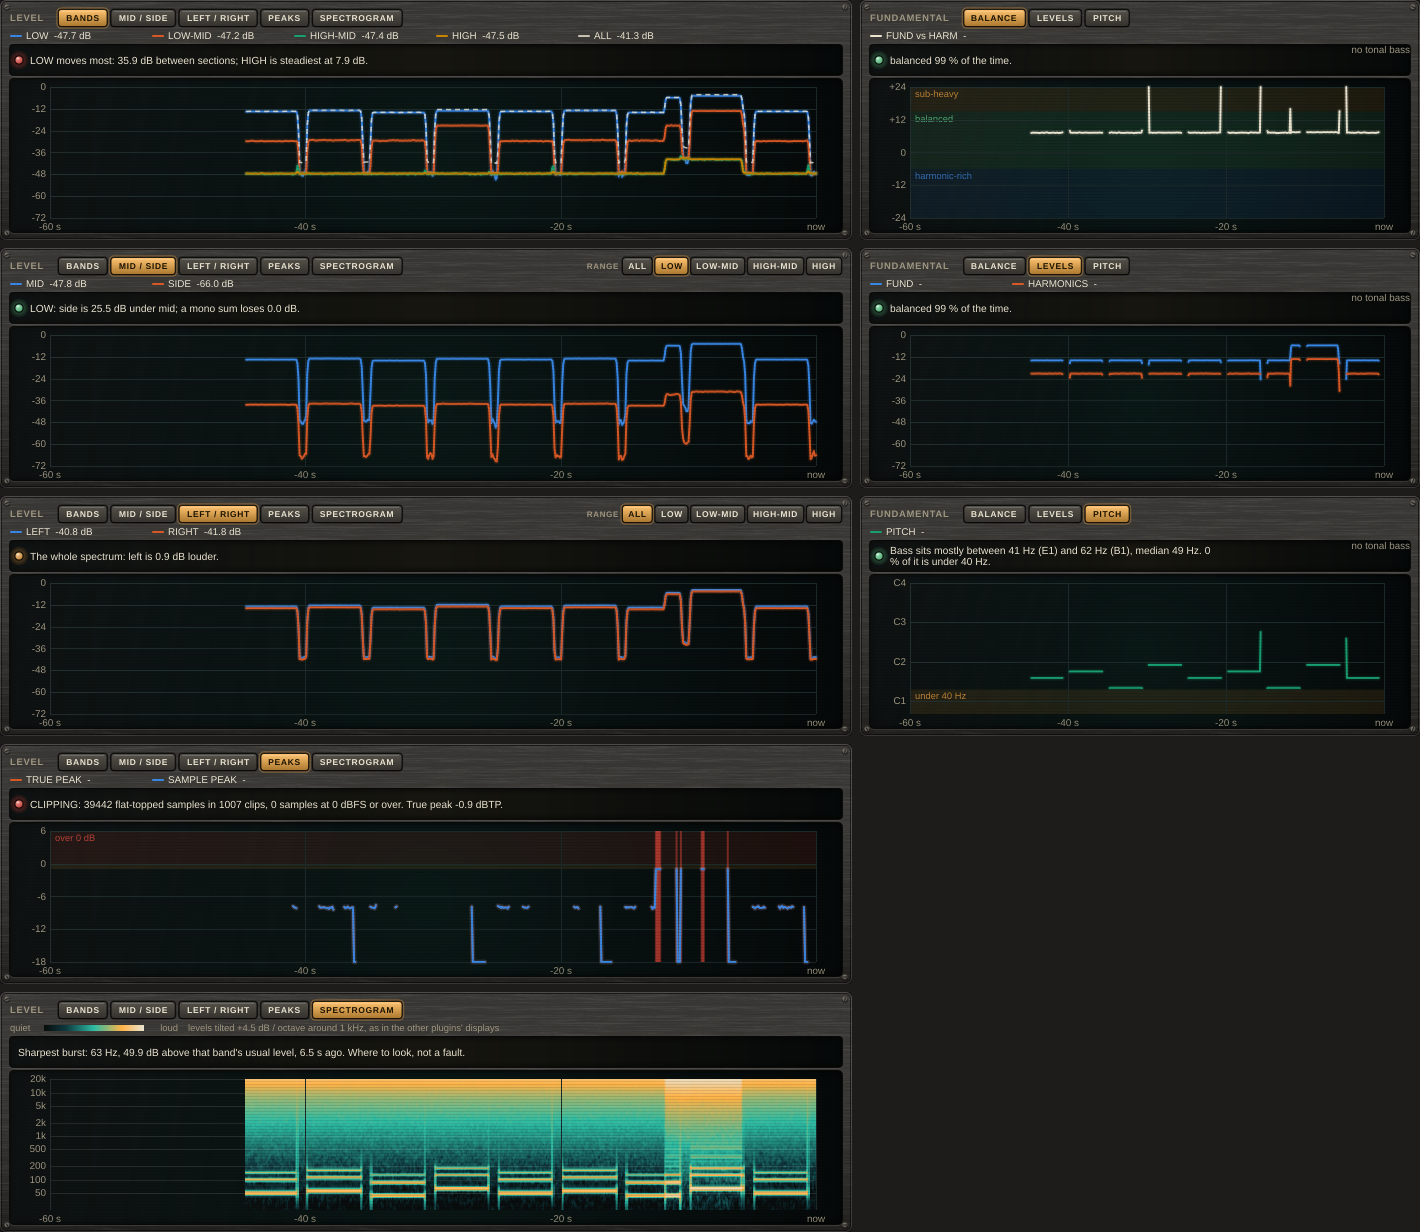 LEVEL BANDS MID / SIDE LEFT / RIGHT PEAKS SPECTROGRAM
LOW -47.7 dB LOW-MID -47.2 dB HIGH-MID -47.4 dB HIGH -47.5 dB ALL -41.3 dB
LOW moves most: 35.9 dB between sections; HIGH is steadiest at 7.9 dB.
0
-12
-24
-36
-48
-60
-72
-60 s -40 s -20 s now
FUNDAMENTAL BALANCE LEVELS PITCH
FUND vs HARM -
no tonal bass
balanced 99 % of the time.
+24
sub-heavy
+12
balanced
0
harmonic-rich
-12
-24
-60 s -40 s -20 s now
LEVEL BANDS MID / SIDE LEFT / RIGHT PEAKS SPECTROGRAM RANGE ALL LOW LOW-MID HIGH-MID HIGH
MID -47.8 dB SIDE -66.0 dB
LOW: side is 25.5 dB under mid; a mono sum loses 0.0 dB.
0
-12
-24
-36
-48
-60
-72
-60 s -40 s -20 s now
FUNDAMENTAL BALANCE LEVELS PITCH
FUND - HARMONICS -
no tonal bass
balanced 99 % of the time.
0
-12
-24
-36
-48
-60
-72
-60 s -40 s -20 s now
LEVEL BANDS MID / SIDE LEFT / RIGHT PEAKS SPECTROGRAM RANGE ALL LOW LOW-MID HIGH-MID HIGH
LEFT -40.8 dB RIGHT -41.8 dB
The whole spectrum: left is 0.9 dB louder.
0
-12
-24
-36
-48
-60
-72
-60 s -40 s -20 s now
FUNDAMENTAL BALANCE LEVELS PITCH
PITCH -
no tonal bass
Bass sits mostly between 41 Hz (E1) and 62 Hz (B1), median 49 Hz. 0
% of it is under 40 Hz.
C4
C3
C2
under 40 Hz
C1
-60 s -40 s -20 s now
LEVEL BANDS MID / SIDE LEFT / RIGHT PEAKS SPECTROGRAM
TRUE PEAK - SAMPLE PEAK -
CLIPPING: 39442 flat-topped samples in 1007 clips, 0 samples at 0 dBFS or over. True peak -0.9 dBTP.
6
over 0 dB
0
-6
-12
-18
-60 s -40 s -20 s now
LEVEL BANDS MID / SIDE LEFT / RIGHT PEAKS SPECTROGRAM
quiet loud levels tilted +4.5 dB / octave around 1 kHz, as in the other plugins' displays
Sharpest burst: 63 Hz, 49.9 dB above that band's usual level, 6.5 s ago. Where to look, not a fault.
20k
10k
5k
2k
1k
500
200
100
50
-60 s -40 s -20 s now